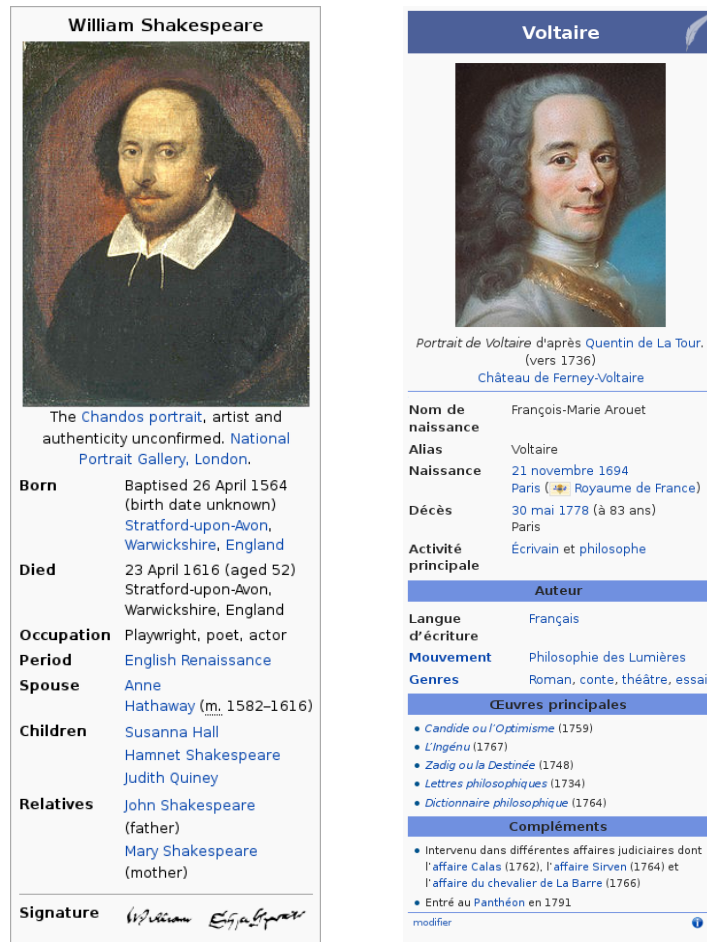 William Shakespeare
The Chandos portrait, artist and
authenticity unconfirmed. National
Portrait Gallery, London.
Born Baptised 26 April 1564
(birth date unknown)
Stratford-upon-Avon,
Warwickshire, England
Died 23 April 1616 (aged 52)
Stratford-upon-Avon,
Warwickshire, England
Occupation Playwright, poet, actor
Period English Renaissance
Spouse Anne
Hathaway (m. 1582–1616)
Children Susanna Hall
Hamnet Shakespeare
Judith Quiney
Relatives John Shakespeare
(father)
Mary Shakespeare
(mother)
Signature
Voltaire
Portrait de Voltaire d'après Quentin de La Tour.
(vers 1736)
Château de Ferney-Voltaire
Nom de François-Marie Arouet
naissance
Alias Voltaire
Naissance 21 novembre 1694
Paris ( Royaume de France)
Décès 30 mai 1778 (à 83 ans)
Paris
Activité Écrivain et philosophe
principale
Auteur
Langue Français
d'écriture
Mouvement Philosophie des Lumières
Genres Roman, conte, théâtre, essai
Œuvres principales
• Candide ou l'Optimisme (1759)
• L'Ingénu (1767)
• Zadig ou la Destinée (1748)
• Lettres philosophiques (1734)
• Dictionnaire philosophique (1764)
Compléments
• Intervenu dans différentes affaires judiciaires dont
l'affaire Calas (1762), l'affaire Sirven (1764) et
l'affaire du chevalier de La Barre (1766)
• Entré au Panthéon en 1791
modifier